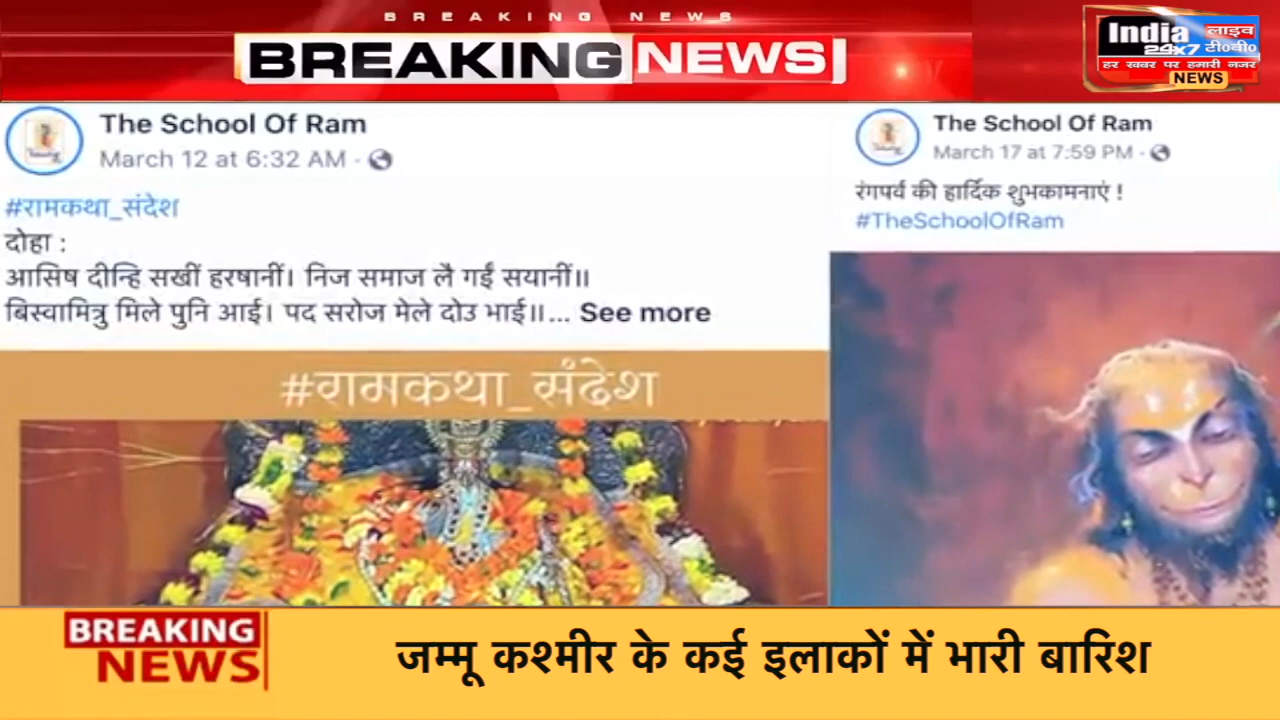 BREAKING NEWS
BREAKING NEWS
India लाइव
24x7 टी०वी०
हर खबर पर हमारी नजर
NEWS
The School Of Ram
March 12 at 6:32 AM ·
#रामकथा_संदेश
दोहा :
आसिष दीन्हि सखीं हरषानीं। निज समाज लै गईं सयानीं॥
बिस्वामित्रु मिले पुनि आई। पद सरोज मेले दोउ भाई॥... See more
#रामकथा_संदेश
The School Of Ram
March 17 at 7:59 PM ·
रंगपर्व की हार्दिक शुभकामनाएं !
#TheSchoolOfRam
BREAKING
NEWS
जम्मू कश्मीर के कई इलाकों में भारी बारिश